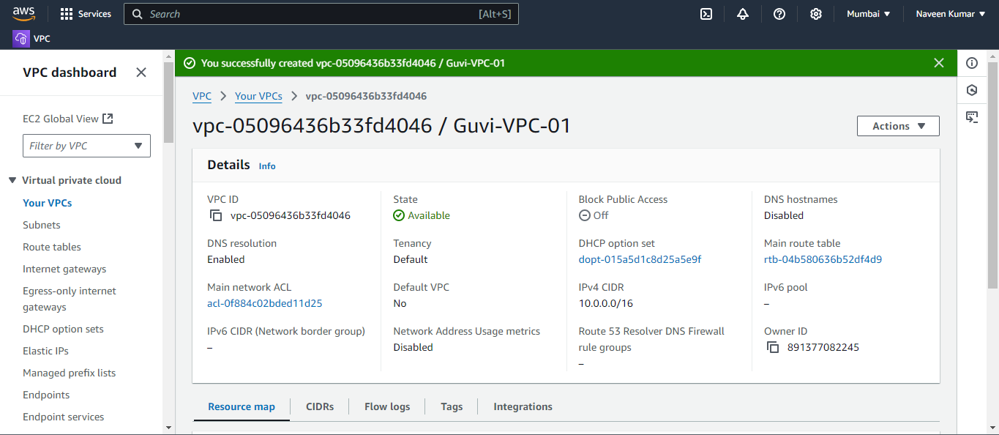 aws
Services
Search
[Alt+S]
Mumbai
Naveen Kumar
VPC
VPC dashboard
EC2 Global View
Filter by VPC
Virtual private cloud
Your VPCs
Subnets
Route tables
Internet gateways
Egress-only internet
gateways
DHCP option sets
Elastic IPs
Managed prefix lists
Endpoints
Endpoint services
You successfully created vpc-05096436b33fd4046 / Guvi-VPC-01
VPC
Your VPCs
vpc-05096436b33fd4046
vpc-05096436b33fd4046 / Guvi-VPC-01
Actions
Details
Info
VPC ID
vpc-05096436b33fd4046
State
Available
Block Public Access
Off
DNS hostnames
Disabled
DNS resolution
Enabled
Tenancy
Default
DHCP option set
dopt-015a5d1c8d25a5e9f
Main route table
rtb-04b580636b52df4d9
Main network ACL
acl-0f884c02bded11d25
Default VPC
No
IPv4 CIDR
10.0.0.0/16
IPv6 pool
–
IPv6 CIDR (Network border group)
–
Network Address Usage metrics
Disabled
Route 53 Resolver DNS Firewall
rule groups
–
Owner ID
891377082245
Resource map
CIDRs
Flow logs
Tags
Integrations